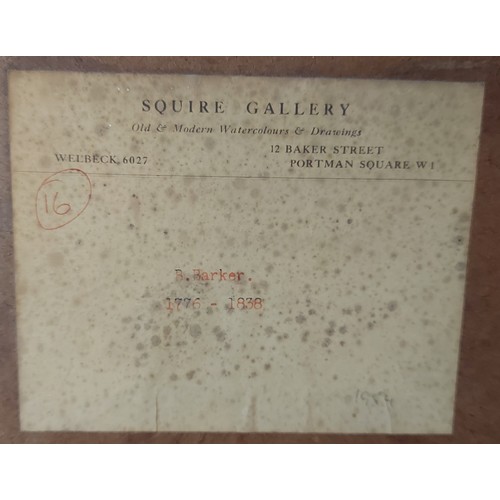 SQUIRE GALLERY
Old & Modern Watercolours & Drawings
WELBECK 6027
12 BAKER STREET
PORTMAN SQUARE W1
16
B. Barker.
1776 - 1838